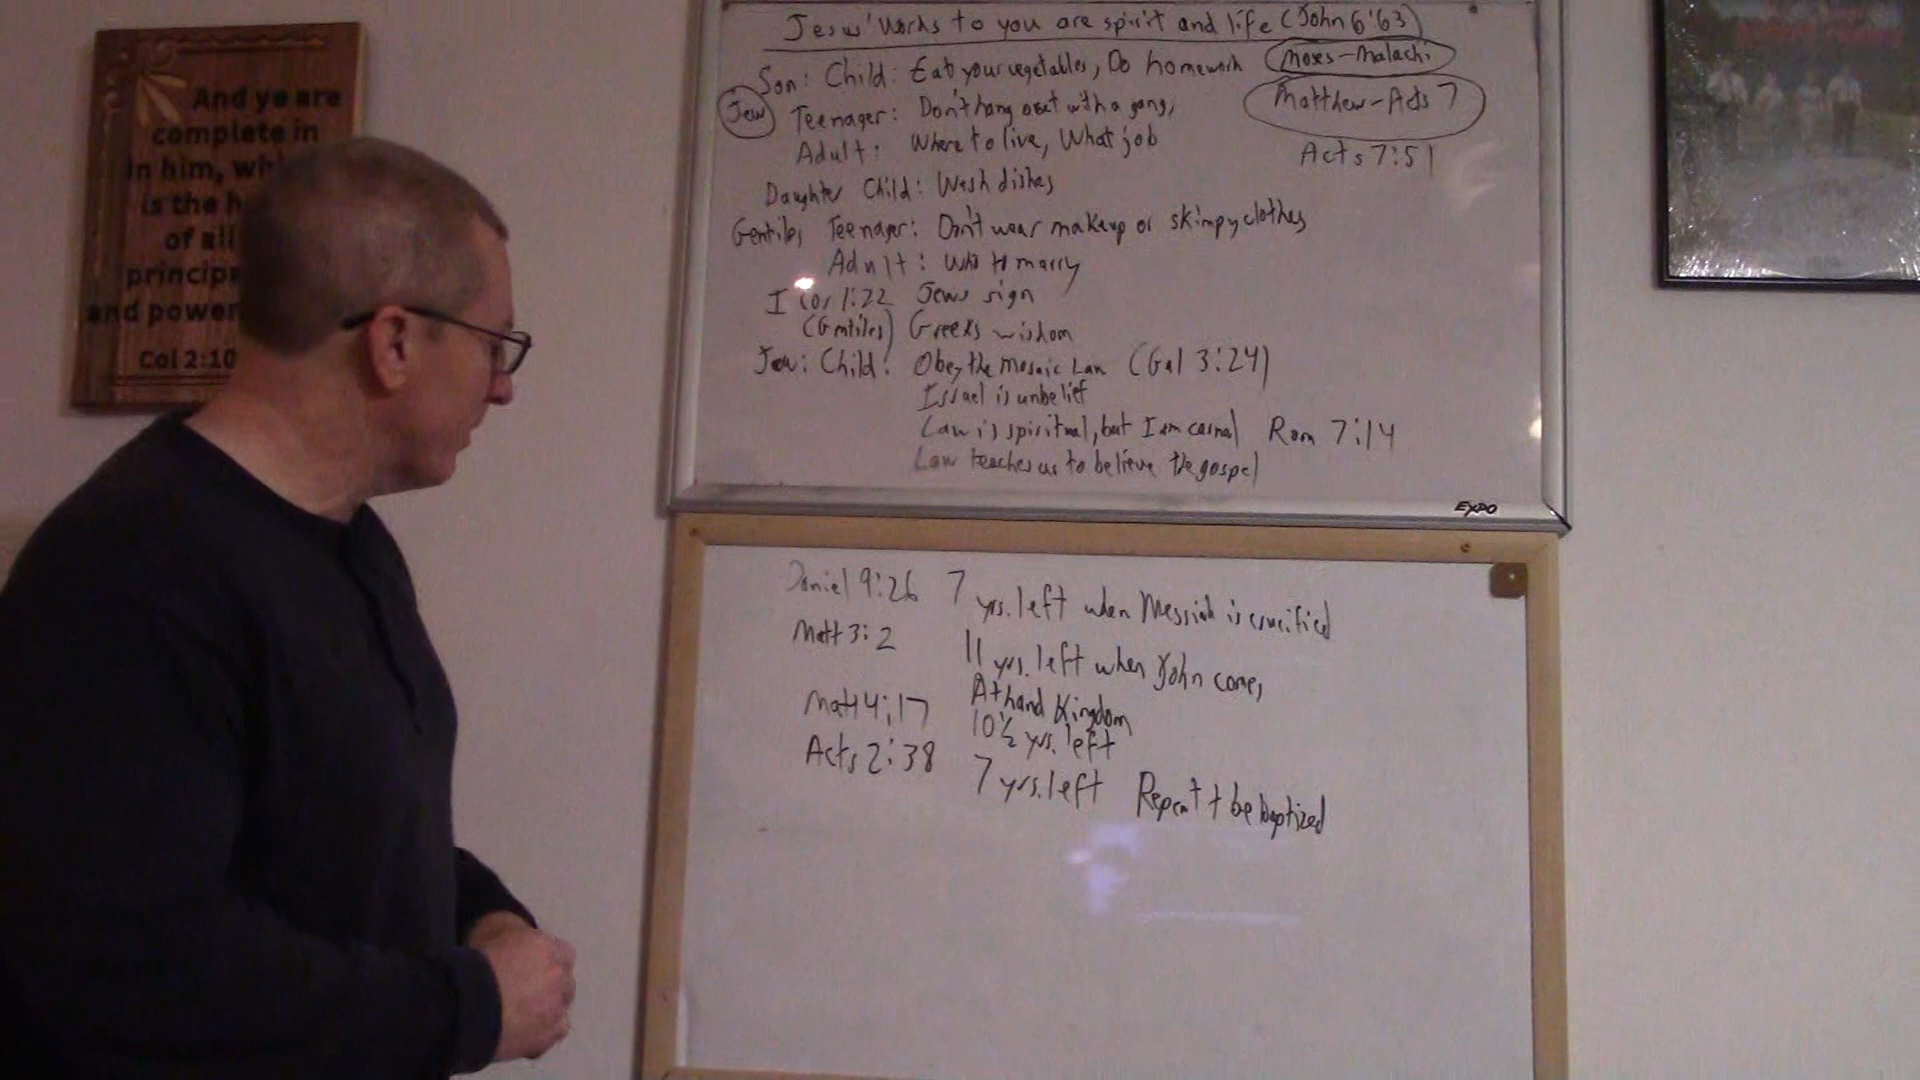 And ye are
complete in
in him, wh
is the h
of all
principa
and power
Col 2:10
Jesus' words to you are spirit and life (John 6:63)
Son: Child: Eat your vegetables, Do homework
Moses-Malachi
Jew
Teenager: Don't hang out with a gang,
Matthew-Acts 7
Adult: Where to live, What job
Acts 7:51
Daughter Child: Wash dishes
Gentiles Teenager: Don't wear makeup or skimpy clothes
Adult: Who to marry
I Cor 1:22 Jews sign
(Gentiles) Greeks wisdom
Jew: Child: Obey the Mosaic Law (Gal 3:24)
Israel is unbelief
Law is spiritual, but I am carnal Rom 7:14
Law teaches us to believe the gospel
EXPO
Daniel 9:26 7 yrs. left when Messiah is crucified
Matt 3:2 11 yrs. left when John comes
At hand Kingdom
Matt 4:17 10½ yrs. left
Acts 2:38 7 yrs. left Repent + be baptized